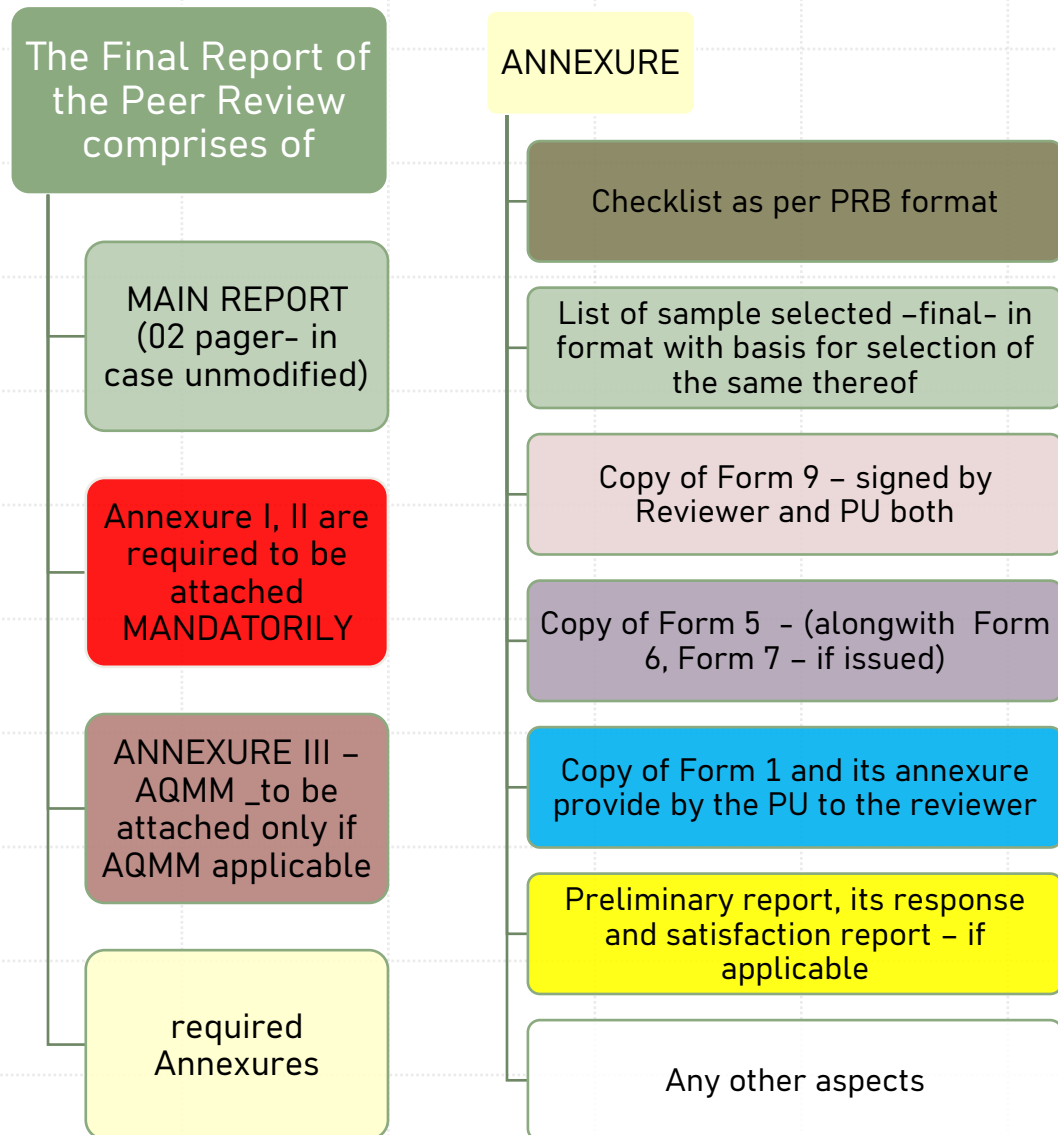 The Final Report of
the Peer Review
comprises of
MAIN REPORT
(02 pager- in
case unmodified)
Annexure I, II are
required to be
attached
MANDATORILY
ANNEXURE III –
AQMM _to be
attached only if
AQMM applicable
required
Annexures
ANNEXURE
Checklist as per PRB format
List of sample selected –final- in
format with basis for selection of
the same thereof
Copy of Form 9 – signed by
Reviewer and PU both
Copy of Form 5 - (alongwith Form
6, Form 7 – if issued)
Copy of Form 1 and its annexure
provide by the PU to the reviewer
Preliminary report, its response
and satisfaction report – if
applicable
Any other aspects